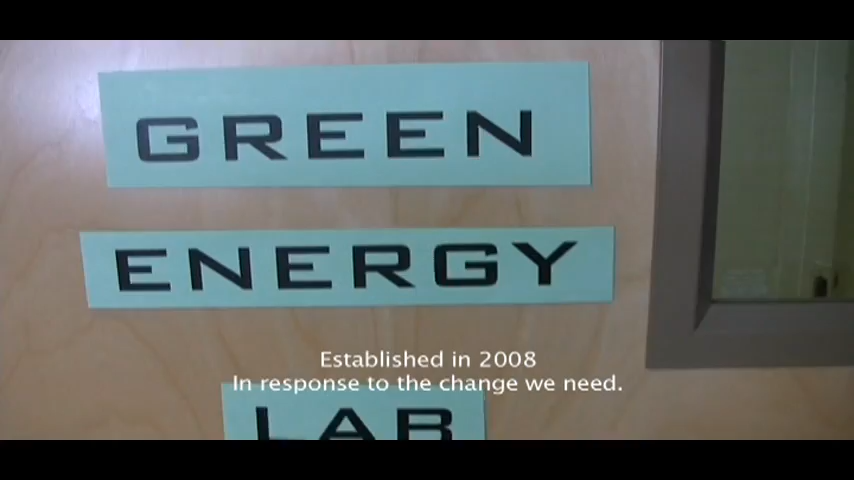 GREEN
ENERGY
Established in 2008
In response to the change we need.
LAB